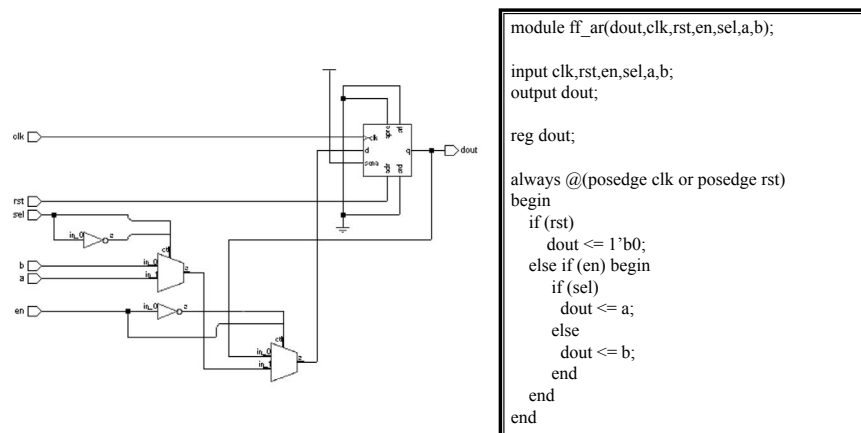 clk
rst
sel
in_0
z
ctl
b
in_0
a
in_1
z
en
in_0
z
ctl
in_0
in_1
z
clk
d
q
dout
module ff_ar(dout,clk,rst,en,sel,a,b);
input clk,rst,en,sel,a,b;
output dout;
reg dout;
always @(posedge clk or posedge rst)
begin
if (rst)
dout <= 1’b0;
else if (en) begin
if (sel)
dout <= a;
else
dout <= b;
end
end
end